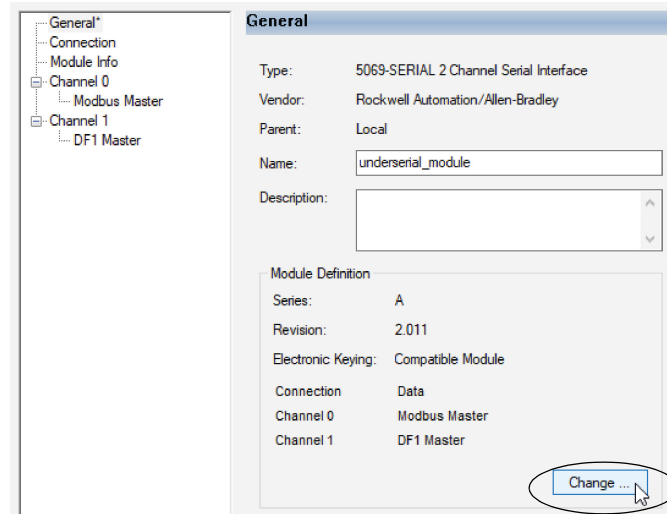 General*
Connection
Module Info
Channel 0
Modbus Master
Channel 1
DF1 Master
General
Type: 5069-SERIAL 2 Channel Serial Interface
Vendor: Rockwell Automation/Allen-Bradley
Parent: Local
Name: underserial_module
Description:
Module Definition
Series: A
Revision: 2.011
Electronic Keying: Compatible Module
Connection Data
Channel 0 Modbus Master
Channel 1 DF1 Master
Change ...